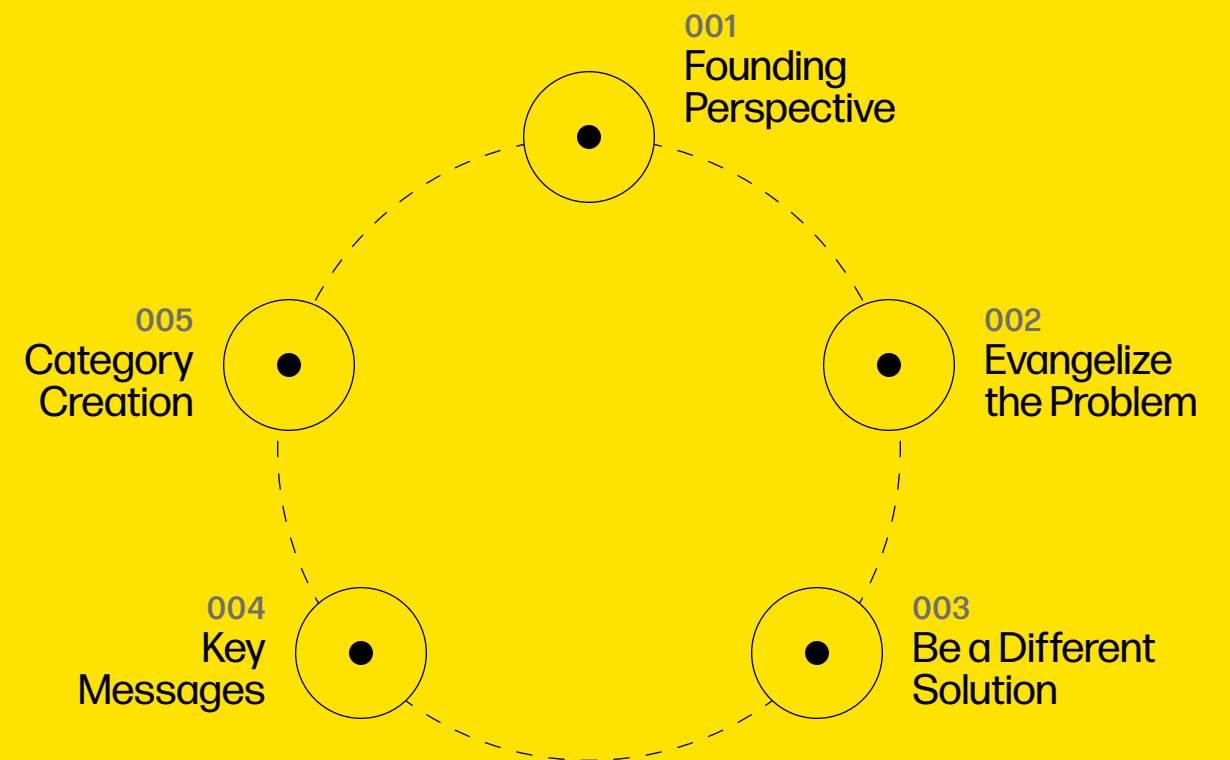 001
Founding
Perspective
002
Evangelize
the Problem
003
Be a Different
Solution
004
Key
Messages
005
Category
Creation